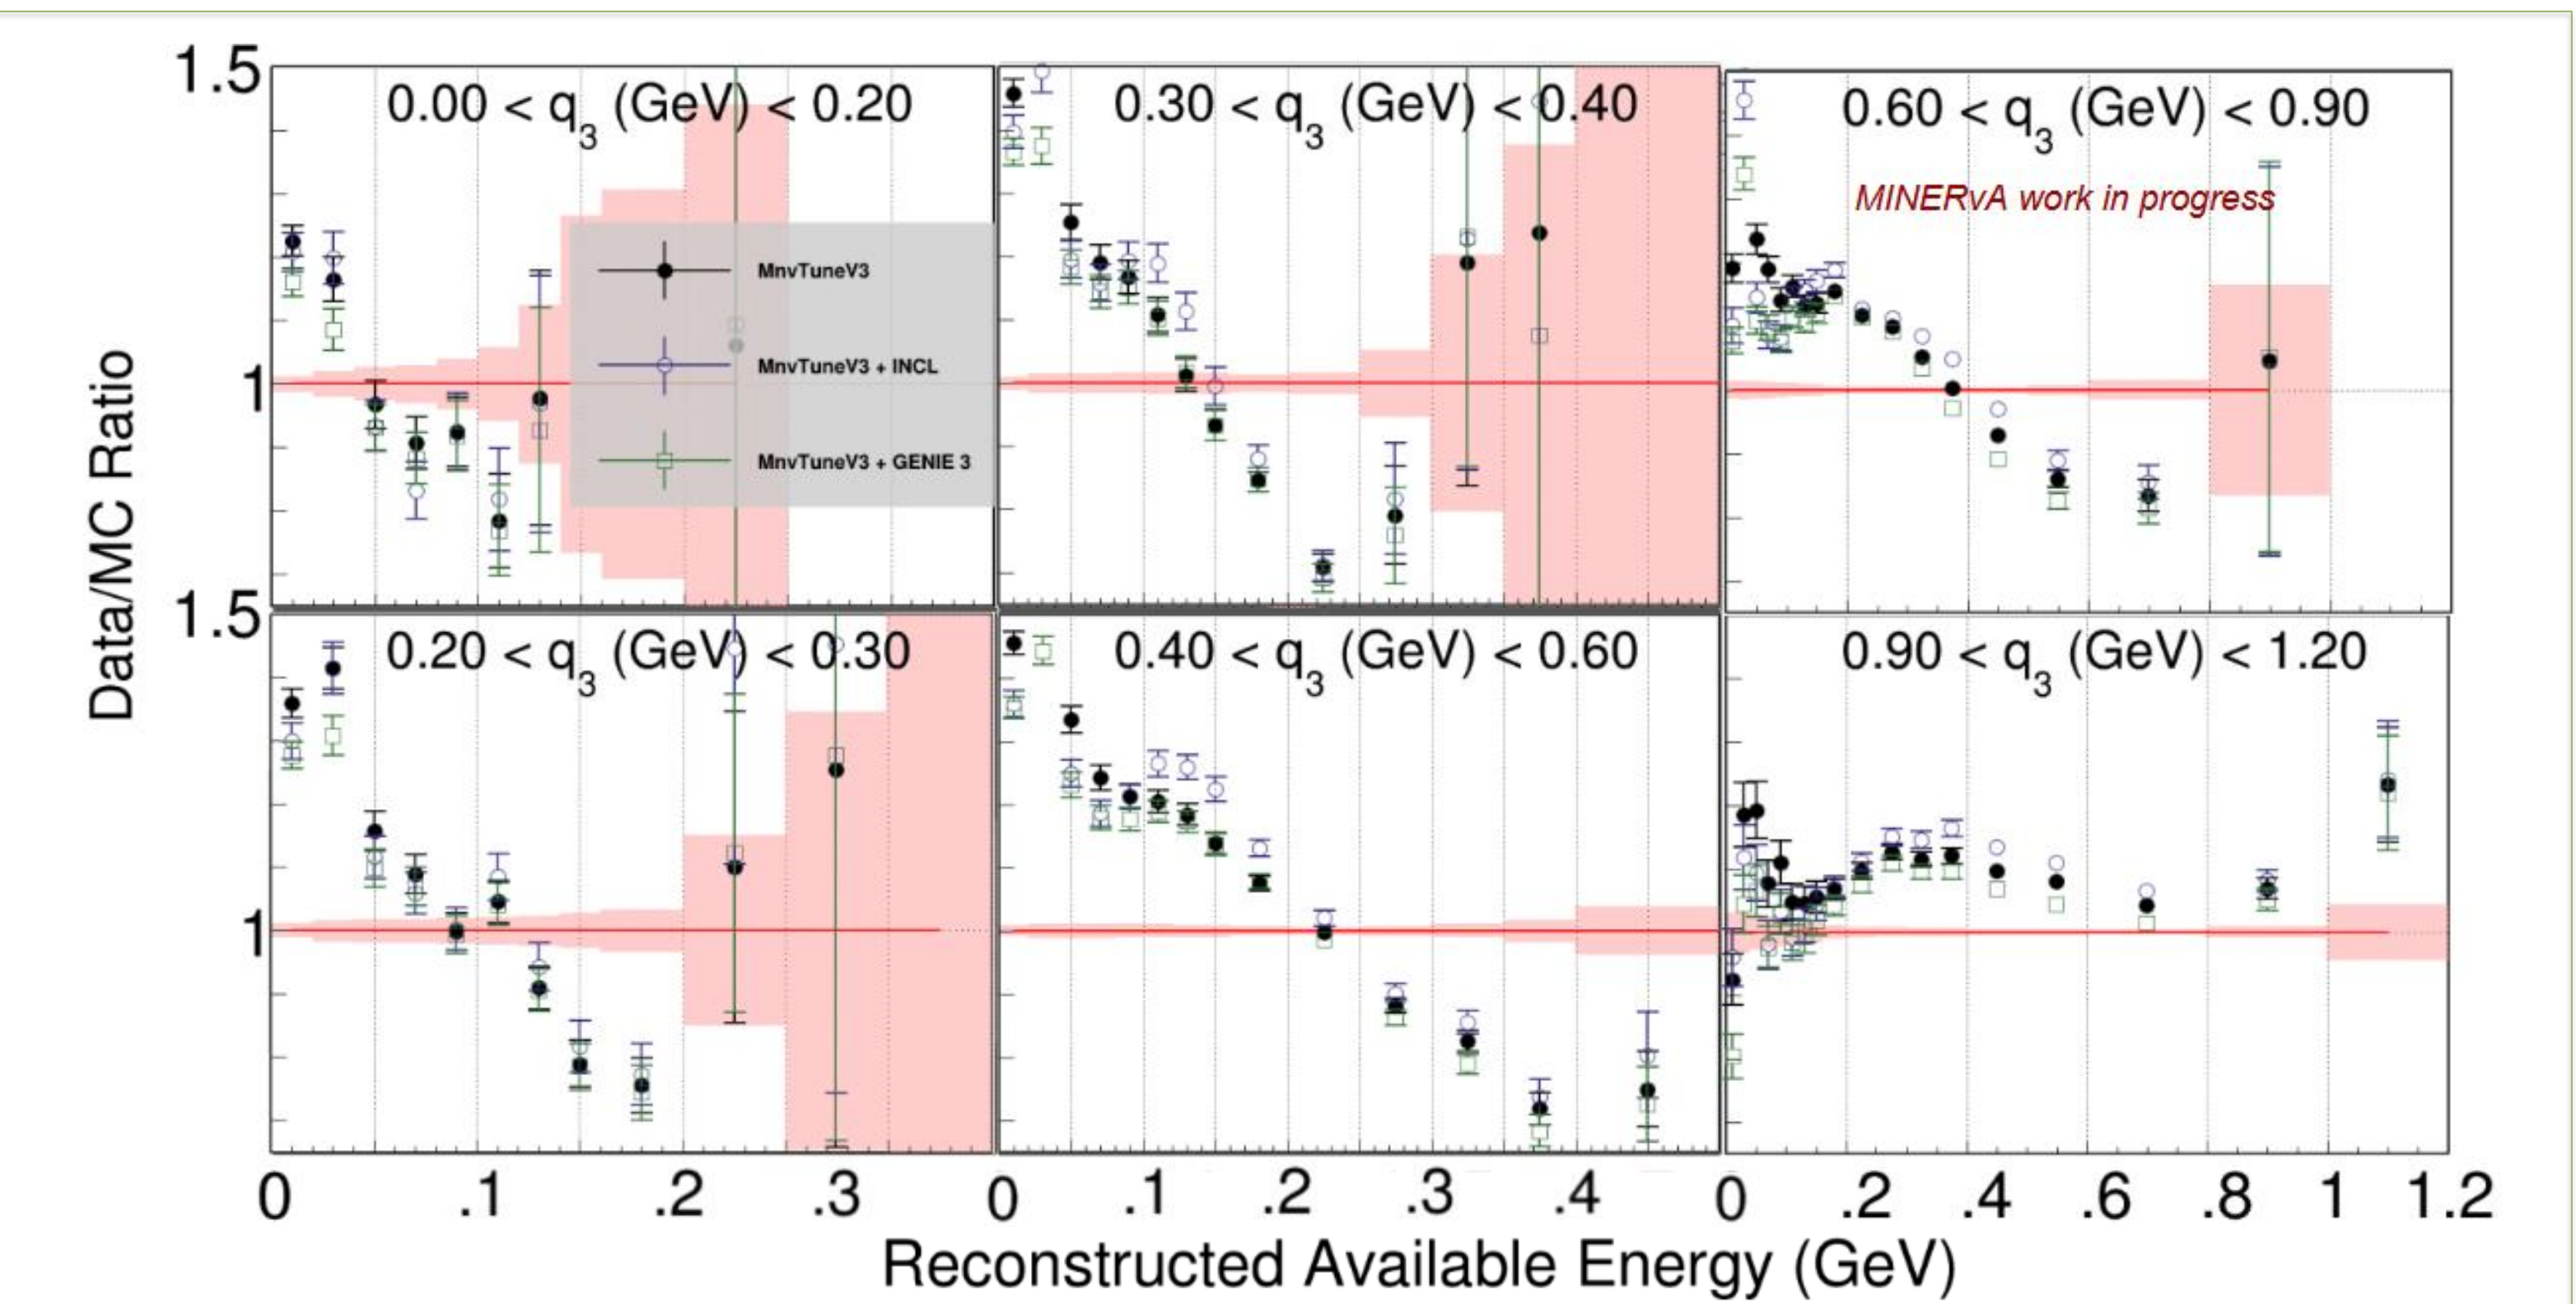 Data/MC Ratio
1.5
1
1.5
1
0.00 < q3 (GeV) < 0.20
0.30 < q3 (GeV) < 0.40
0.60 < q3 (GeV) < 0.90
MINERvA work in progress
MnvTuneV3
MnvTuneV3 + INCL
MnvTuneV3 + GENIE 3
0.20 < q3 (GeV) < 0.30
0.40 < q3 (GeV) < 0.60
0.90 < q3 (GeV) < 1.20
0 .1 .2 .3
0 .1 .2 .3 .4
0 .2 .4 .6 .8 1 1.2
Reconstructed Available Energy (GeV)